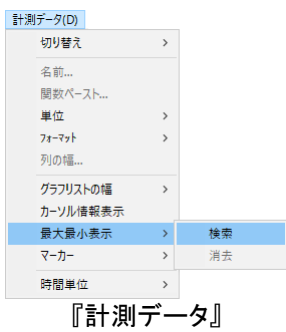 計測データ(D)
切り替え >
名前...
関数ペースト...
単位 >
フォーマット >
列の幅...
グラフリストの幅 >
カーソル情報表示
最大最小表示 >
検索
マーカー >
消去
時間単位 >
『計測データ』